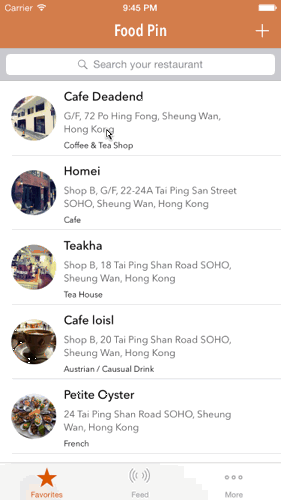 Carrier 9:45 PM
Food Pin
Search your restaurant
Cafe Deadend
G/F, 72 Po Hing Fong, Sheung Wan,
Hong Kong
Coffee & Tea Shop
Homei
Shop B, G/F, 22-24A Tai Ping San Street
SOHO, Sheung Wan, Hong Kong
Cafe
Teakha
Shop B, 18 Tai Ping Shan Road SOHO,
Sheung Wan, Hong Kong
Tea House
Cafe loisl
Shop B, 20 Tai Ping Shan Road SOHO,
Sheung Wan, Hong Kong
Austrian / Causual Drink
Petite Oyster
24 Tai Ping Shan Road SOHO, Sheung
Wan, Hong Kong
French
Favorites Feed More